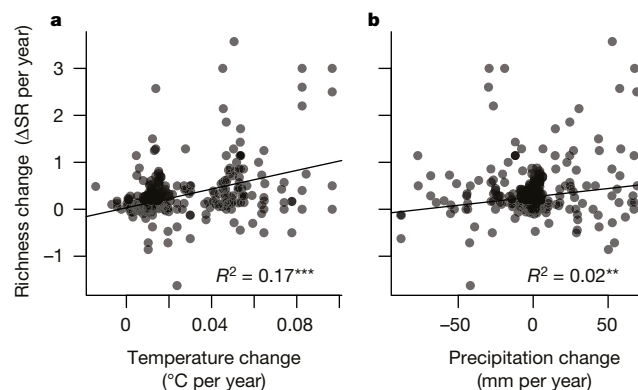 a
b
Richness change (ΔSR per year)
3
2
1
0
−1
R² = 0.17***
R² = 0.02**
0
0.04
0.08
−50
0
50
Temperature change
(°C per year)
Precipitation change
(mm per year)